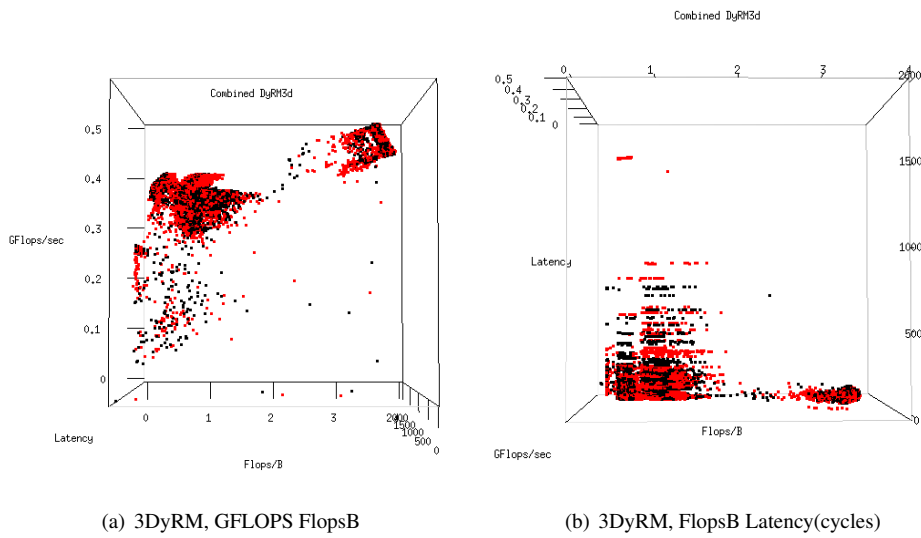 Combined DyRM3d
0.5
0.4
0.3
GFlops/sec
0.2
0.1
0
0 1 2 3
1500
1000
500
0
Latency
Flops/B
Combined DyRM3d
0 1 2 3 4
2000
0.5
0.4
0.3
0.2
0.1
0
1500
Latency
1000
500
0
Flops/B
GFlops/sec
(a) 3DyRM, GFLOPS FlopsB
(b) 3DyRM, FlopsB Latency(cycles)